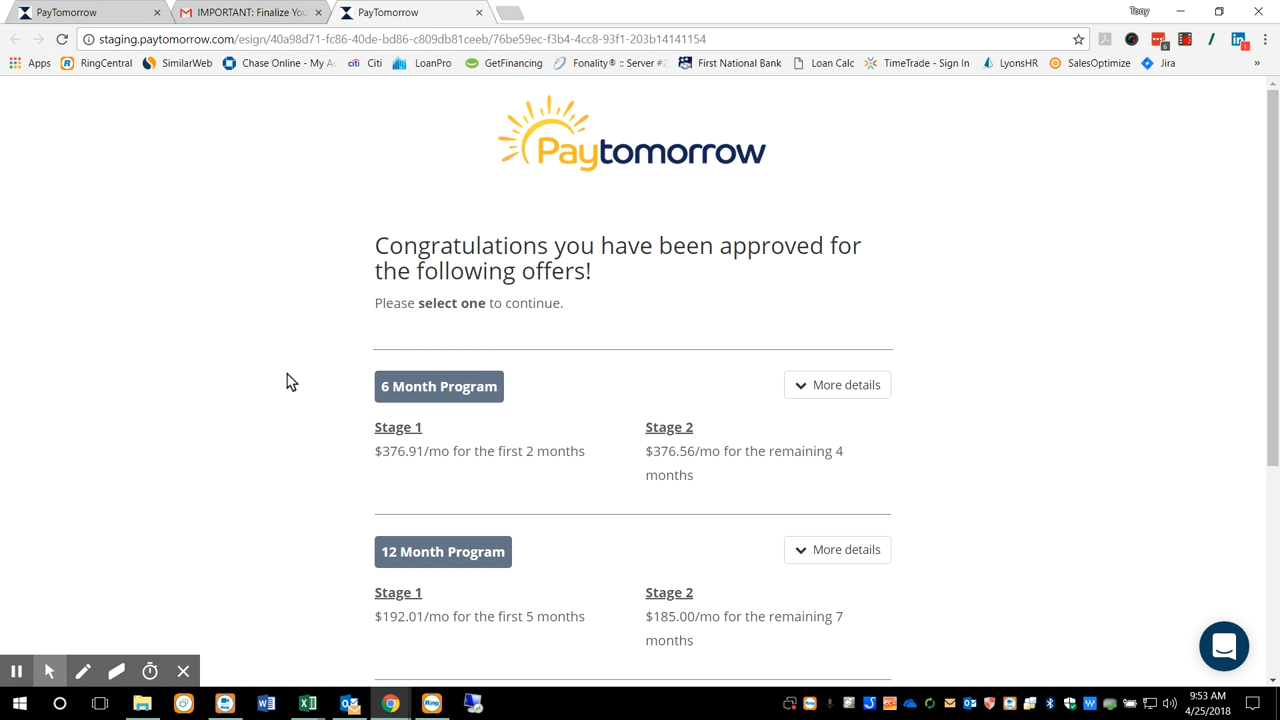 PayTomorrow
IMPORTANT: Finalize You
PayTomorrow
Tony
staging.paytomorrow.com/esign/40a98d71-fc86-40de-bd86-c809db81ceeb/76be59ec-f3b4-4cc8-93f1-203b14141154
6
1
Apps
RingCentral
SimilarWeb
Chase Online - My A
citi
Citi
LoanPro
GetFinancing
Fonality® :: Server #2
First National Bank
Loan Calc
TimeTrade - Sign In
LyonsHR
SalesOptimize
Jira
»
Paytomorrow
Congratulations you have been approved for
the following offers!
Please select one to continue.
6 Month Program
More details
Stage 1
Stage 2
$376.91/mo for the first 2 months
$376.56/mo for the remaining 4
months
12 Month Program
More details
Stage 1
Stage 2
$192.01/mo for the first 5 months
$185.00/mo for the remaining 7
months
9:53 AM
4/25/2018